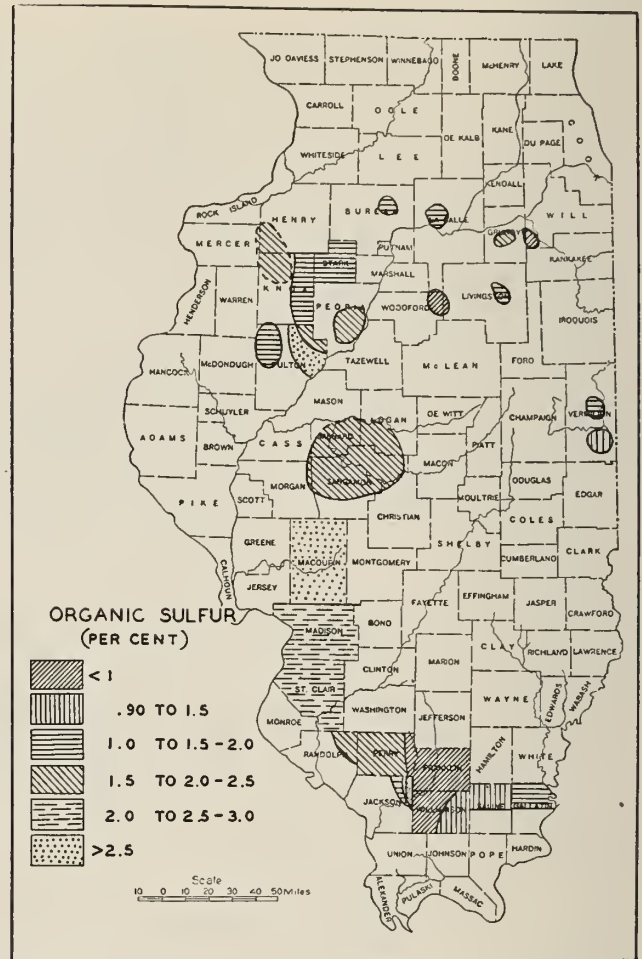 JO DAVIESS STEPHENSON WINNEBAGO BOONE McHENRY LAKE
CARROLL OGLE DE KALB KANE DU PAGE COOK
WHITESIDE LEE KENDALL
ROCK ISLAND HENRY BUREAU LA SALLE GRUNDY WILL
MERCER PUTNAM KANKAKEE
STARK MARSHALL
HENDERSON WARREN KNOX PEORIA WOODFORD LIVINGSTON IROQUOIS
HANCOCK McDONOUGH FULTON TAZEWELL McLEAN FORD
SCHUYLER MASON LOGAN DE WITT CHAMPAIGN VERMILION
ADAMS BROWN CASS MENARD PIATT
MACON
MORGAN SANGAMON DOUGLAS
PIKE SCOTT MOULTRIE EDGAR
CHRISTIAN COLES
GREENE SHELBY
CALHOUN MACOUPIN MONTGOMERY CUMBERLAND CLARK
JERSEY
FAYETTE EFFINGHAM JASPER CRAWFORD
ORGANIC SULFUR
(PER CENT)
MADISON BOND
CLAY RICHLAND LAWRENCE
< 1
CLINTON MARION
ST. CLAIR WAYNE EDWARDS WABASH
.90 TO 1.5
MONROE WASHINGTON JEFFERSON
1.0 TO 1.5-2.0
RANDOLPH PERRY HAMILTON WHITE
FRANKLIN
1.5 TO 2.0-2.5
JACKSON WILLIAMSON SALINE GALLATIN
2.0 TO 2.5-3.0
>2.5
UNION JOHNSON POPE HARDIN
ALEXANDER PULASKI MASSAC
Scale
10 0 10 20 30 40 50 Miles